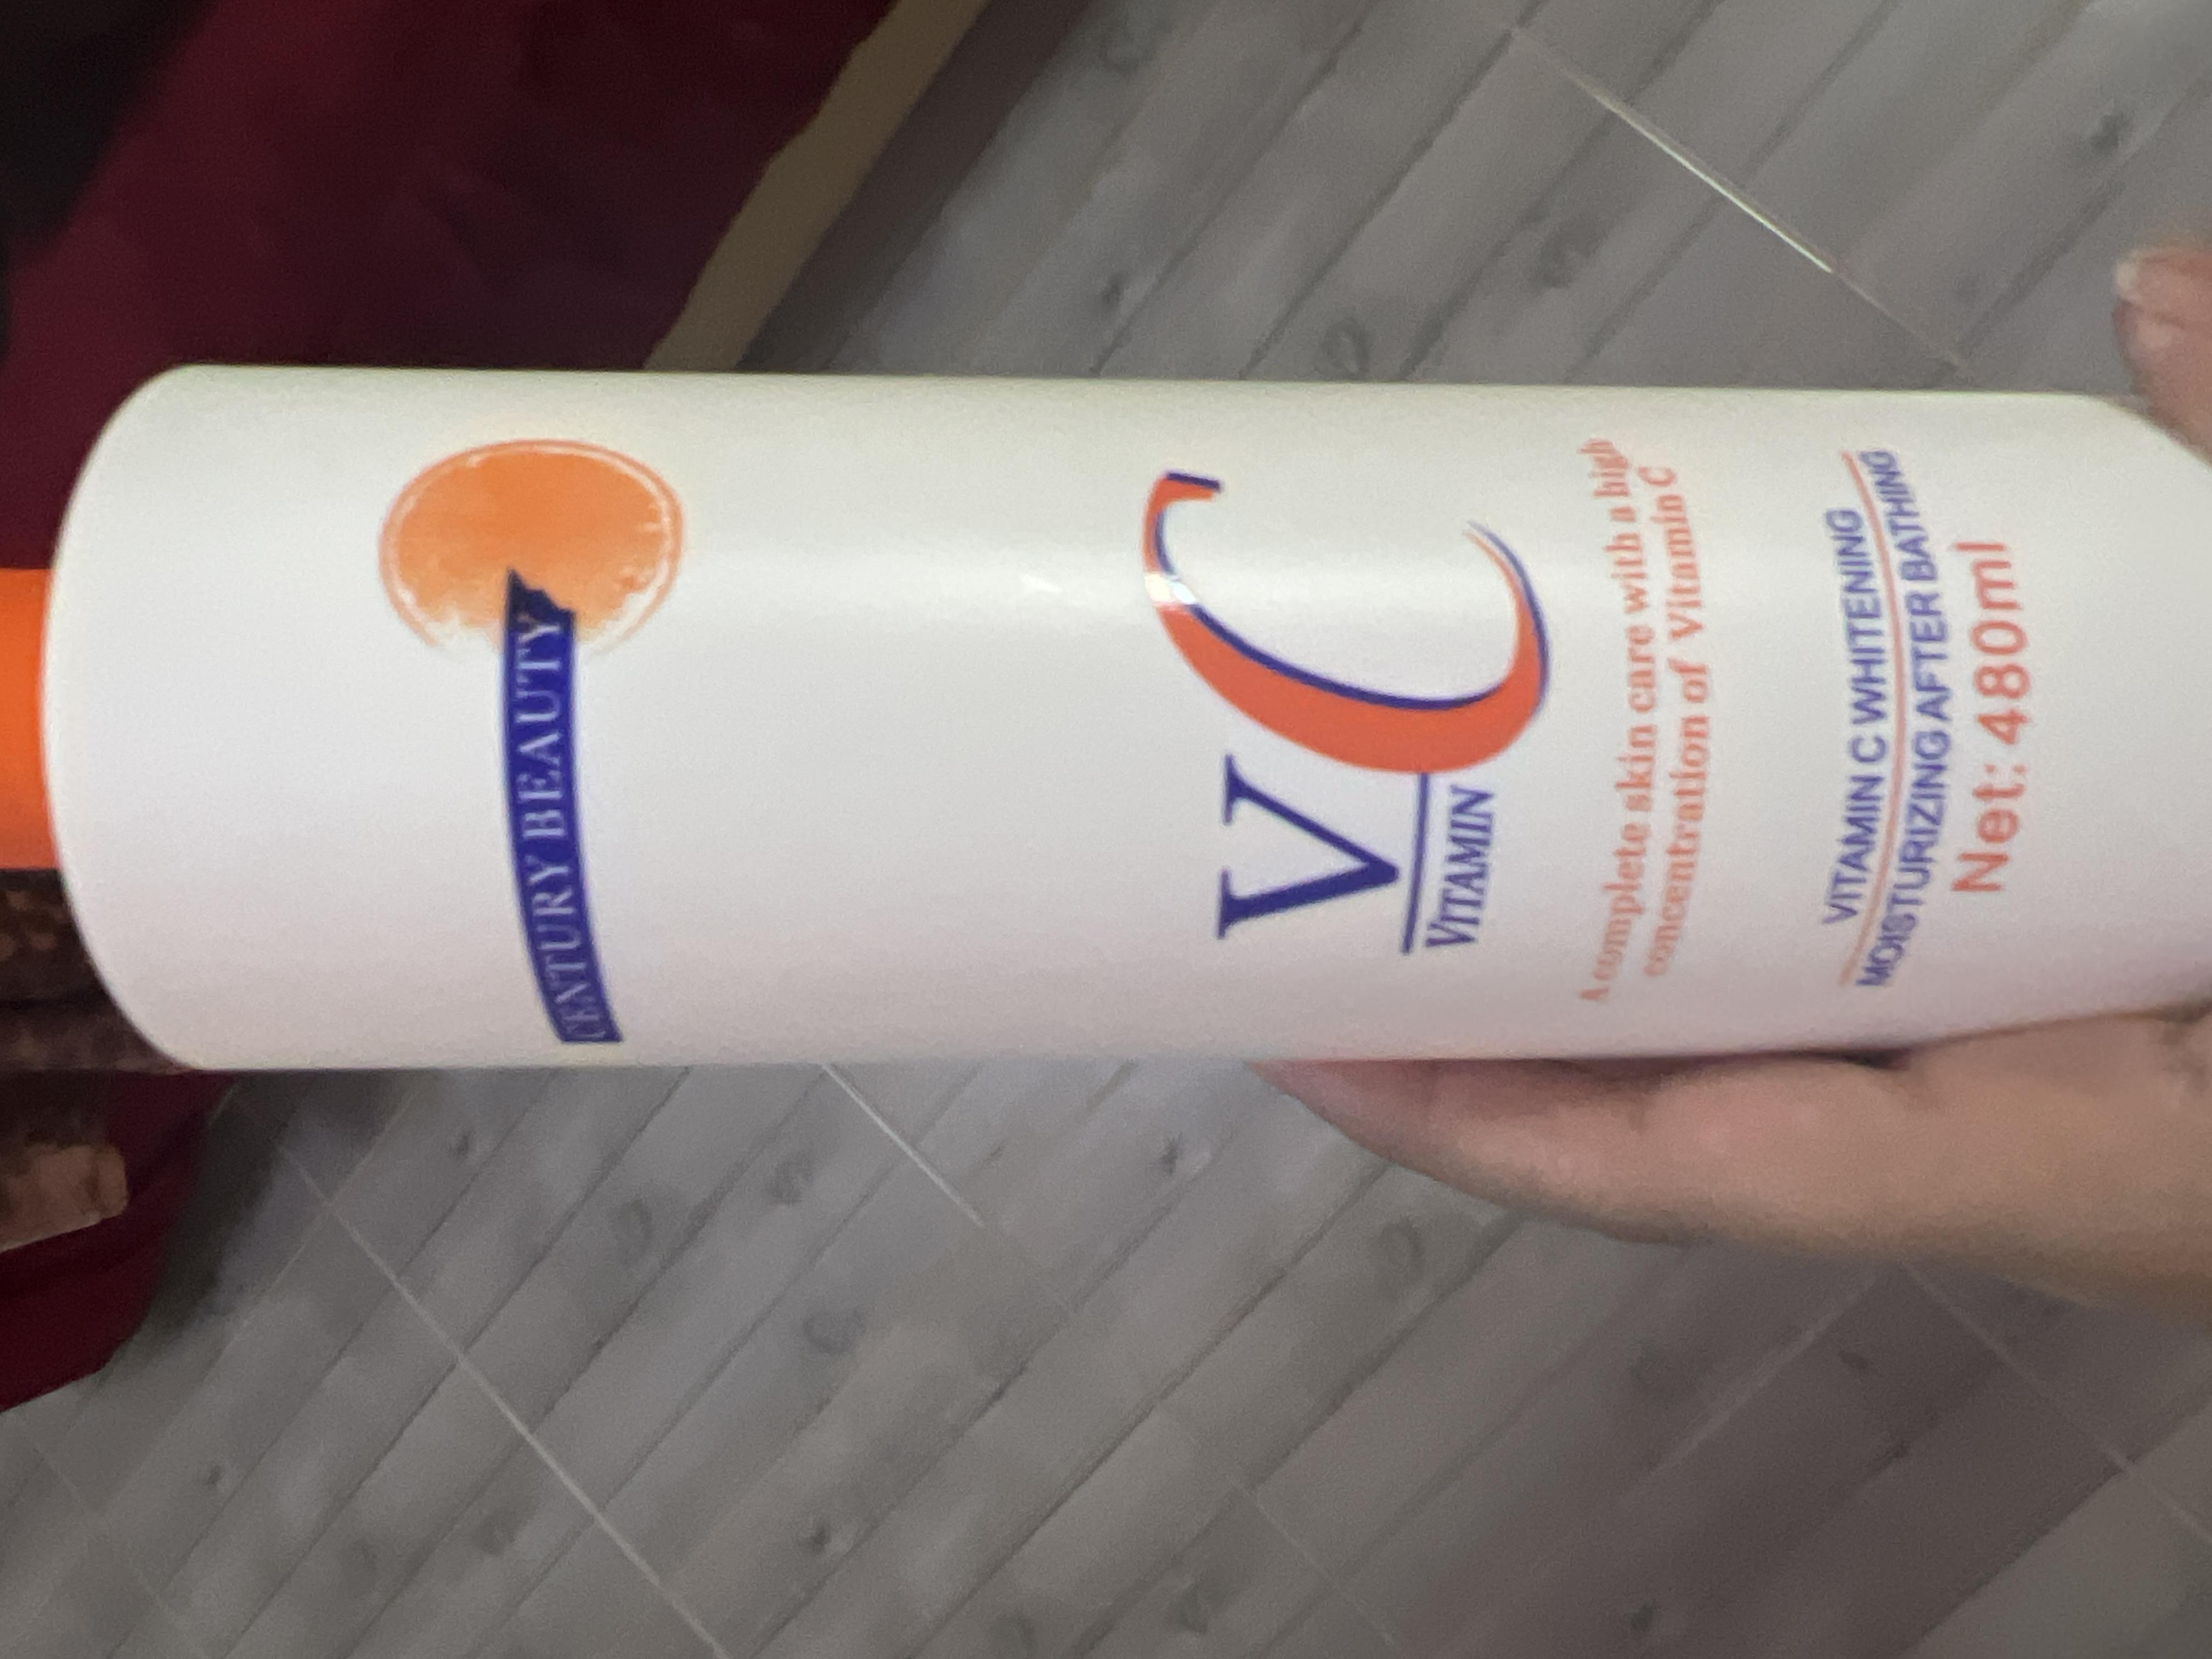 CENTURY BEAUTY
VC
VITAMIN
A complete skin care with a high
concentration of Vitamin C
VITAMIN C WHITENING
MOISTURIZING AFTER BATHING
Net: 480ml